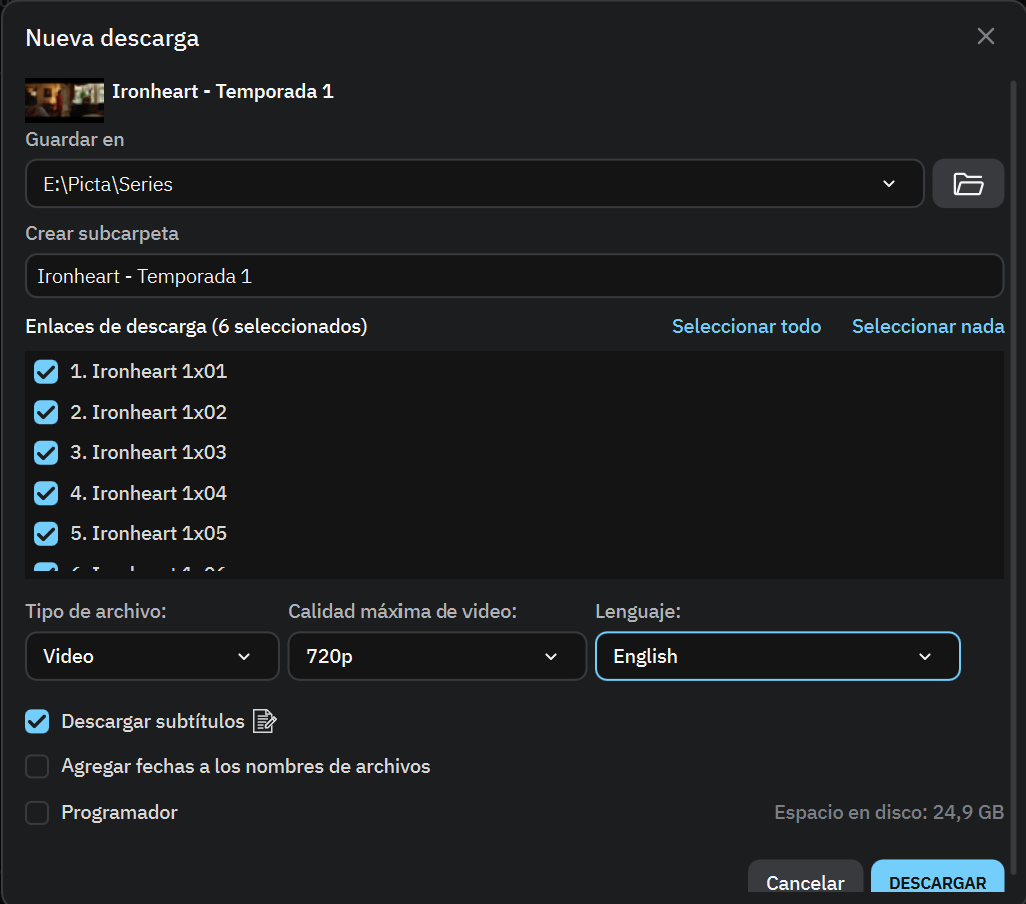 Nueva descarga
Ironheart - Temporada 1
Guardar en
E:\Picta\Series
Crear subcarpeta
Ironheart - Temporada 1
Enlaces de descarga (6 seleccionados) Seleccionar todo Seleccionar nada
1. Ironheart 1x01
2. Ironheart 1x02
3. Ironheart 1x03
4. Ironheart 1x04
5. Ironheart 1x05
Tipo de archivo: Calidad máxima de video: Lenguaje:
Video 720p English
Descargar subtítulos
Agregar fechas a los nombres de archivos
Programador Espacio en disco: 24,9 GB
Cancelar DESCARGAR